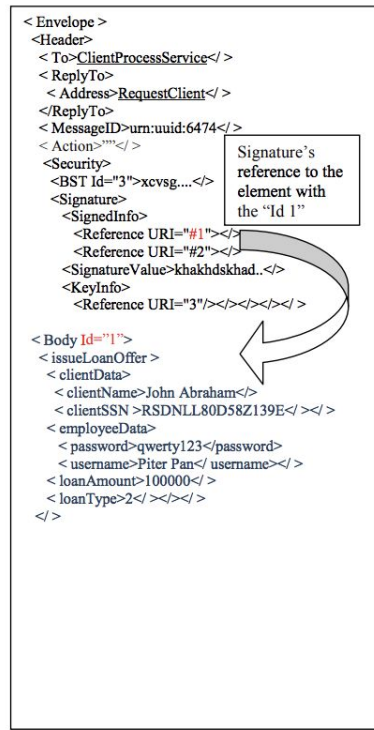 < Envelope >
<Header>
< To>ClientProcessService</ >
< ReplyTo>
< Address>RequestClient</ >
</ReplyTo>
< MessageID>urn:uuid:6474</ >
< Action>””</ >
<Security>
<BST Id="3">xcvsg....</>
<Signature>
<SignedInfo>
<Reference URI="#1"></>
<Reference URI="#2"></>
<SignatureValue>khakhdskhad..</>
<KeyInfo>
<Reference URI="3"/></></></></ >
Signature’s
reference to the
element with
the “Id 1”
< Body Id=”1”>
< issueLoanOffer >
< clientData>
< clientName>John Abraham</>
< clientSSN >RSDNLL80D58Z139E</ ></ >
< employeeData>
< password>qwerty123</password>
< username>Piter Pan</ username></ >
< loanAmount>100000</ >
< loanType>2</ ></></ >
</ >